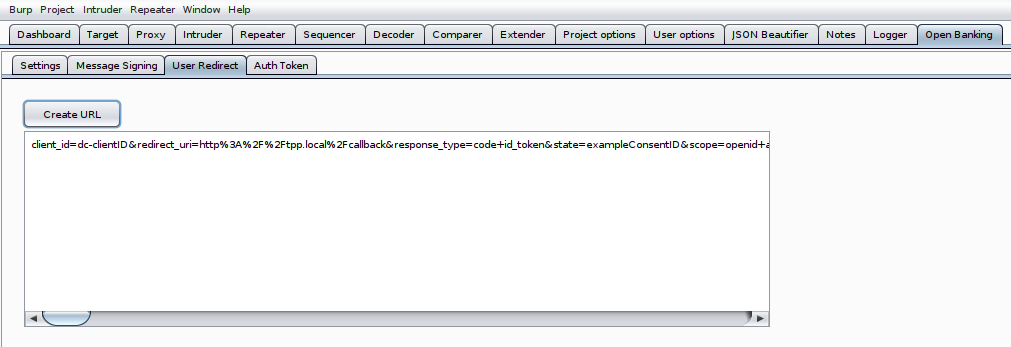 Burp Project Intruder Repeater Window Help
Dashboard Target Proxy Intruder Repeater Sequencer Decoder Comparer Extender Project options User options JSON Beautifier Notes Logger Open Banking
Settings Message Signing User Redirect Auth Token
Create URL
client_id=dc-clientID&redirect_uri=http%3A%2F%2Ftpp.local%2Fcallback&response_type=code+id_token&state=exampleConsentID&scope=openid+a